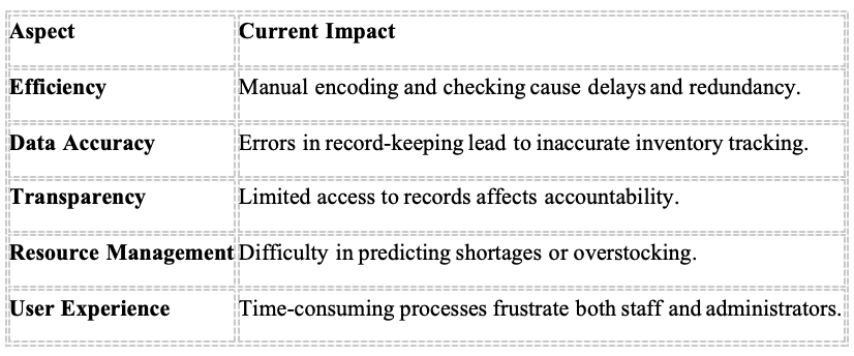 Aspect Current Impact
Efficiency Manual encoding and checking cause delays and redundancy.
Data Accuracy Errors in record-keeping lead to inaccurate inventory tracking.
Transparency Limited access to records affects accountability.
Resource Management Difficulty in predicting shortages or overstocking.
User Experience Time-consuming processes frustrate both staff and administrators.